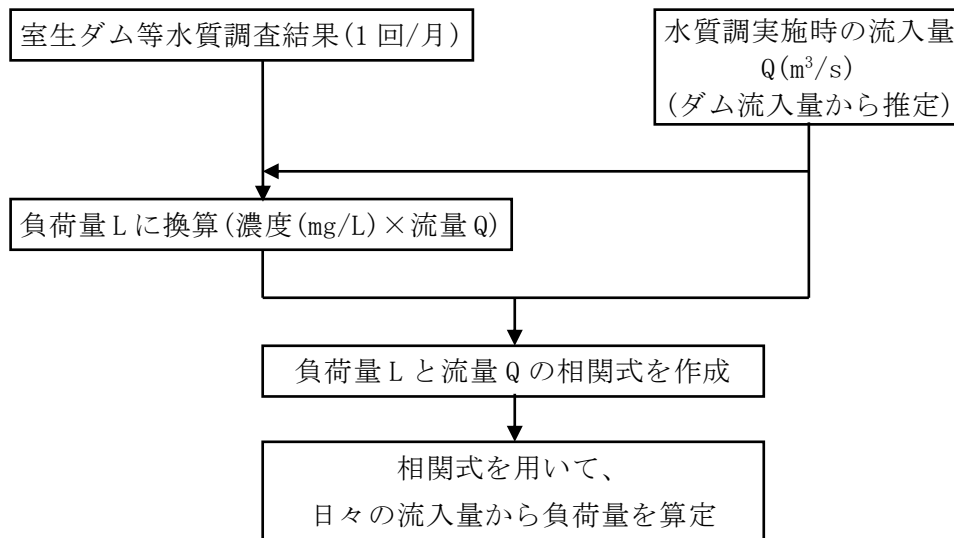 室生ダム等水質調査結果(1回/月)
水質調実施時の流入量
Q(m³/s)
(ダム流入量から推定)
負荷量Lに換算(濃度(mg/L)×流量Q)
負荷量Lと流量Qの相関式を作成
相関式を用いて、
日々の流入量から負荷量を算定